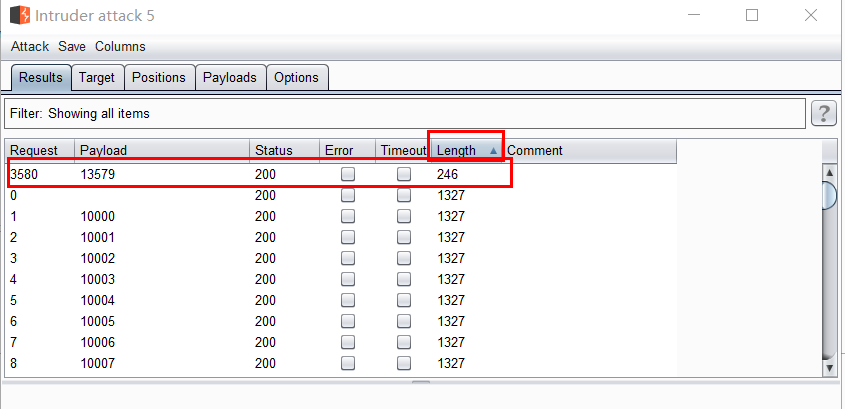 Intruder attack 5
Attack Save Columns
Results Target Positions Payloads Options
Filter: Showing all items ?
Request Payload Status Error Timeout Length Comment
3580 13579 200 246
0 200 1327
1 10000 200 1327
2 10001 200 1327
3 10002 200 1327
4 10003 200 1327
5 10004 200 1327
6 10005 200 1327
7 10006 200 1327
8 10007 200 1327